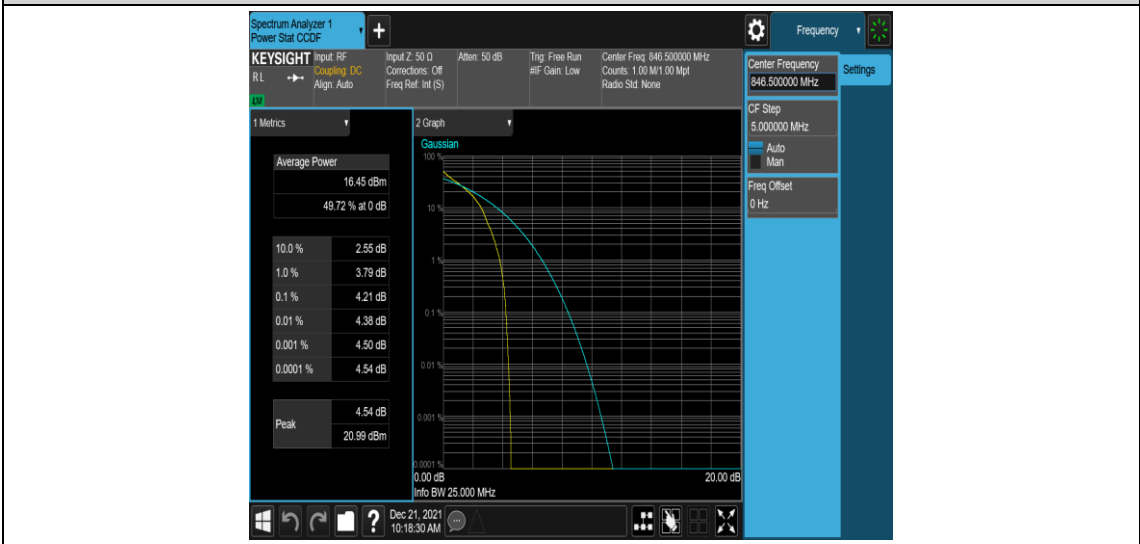 Spectrum Analyzer 1
Power Stat CCDF
+
Frequency
KEYSIGHT
Input: RF
Coupling: DC
Align: Auto
Input Z: 50 Ω
Corrections: Off
Freq Ref: Int (S)
Atten: 50 dB
Trig: Free Run
#IF Gain: Low
Center Freq: 846.500000 MHz
Counts: 1.00 M/1.00 Mpt
Radio Std: None
R L
LXI
Center Frequency
846.500000 MHz
Settings
CF Step
5.000000 MHz
Auto
Man
Freq Offset
0 Hz
1 Metrics
Average Power
16.45 dBm
49.72 % at 0 dB
10.0 % 2.55 dB
1.0 % 3.79 dB
0.1 % 4.21 dB
0.01 % 4.38 dB
0.001 % 4.50 dB
0.0001 % 4.54 dB
Peak
4.54 dB
20.99 dBm
2 Graph
Gaussian
100 %
10 %
1 %
0.1 %
0.01 %
0.001 %
0.0001 %
0.00 dB 20.00 dB
Info BW 25.000 MHz
?
Dec 21, 2021
10:18:30 AM